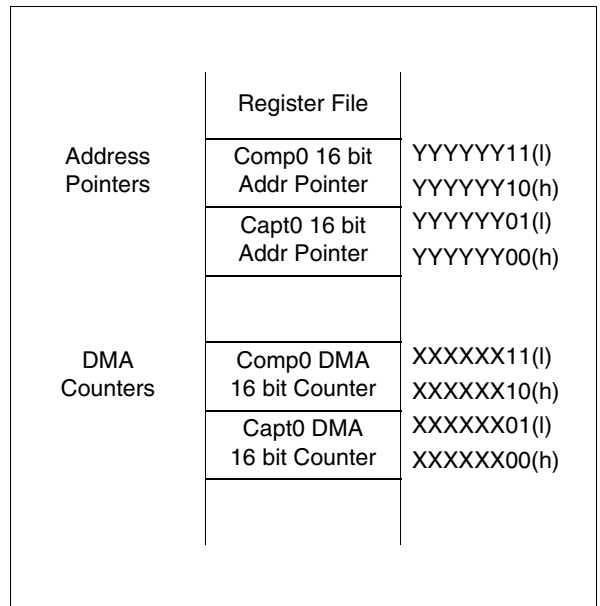 Register File
Address
Pointers
Comp0 16 bit
Addr Pointer
YYYYYY11(l)
YYYYYY10(h)
Capt0 16 bit
Addr Pointer
YYYYYY01(l)
YYYYYY00(h)
DMA
Counters
Comp0 DMA
16 bit Counter
XXXXXX11(l)
XXXXXX10(h)
Capt0 DMA
16 bit Counter
XXXXXX01(l)
XXXXXX00(h)